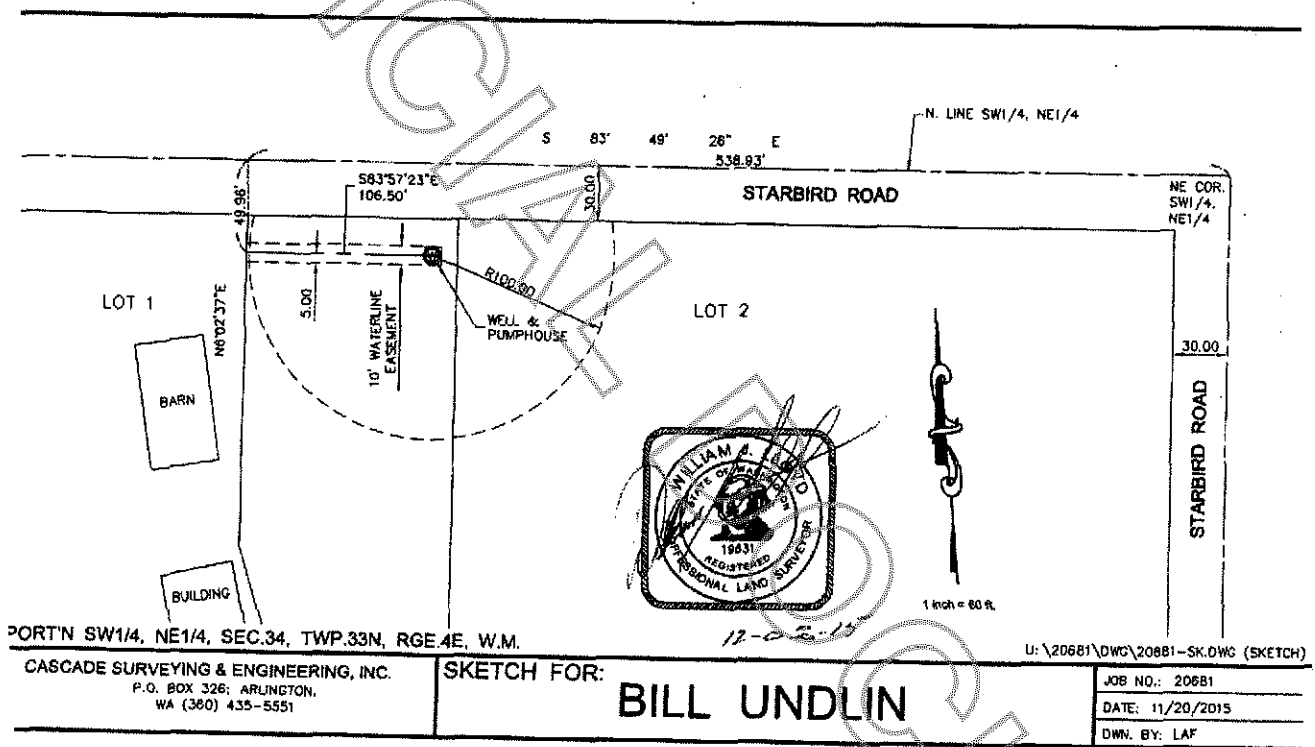 N. LINE SW1/4, NE1/4
S 83' 49' 26" E
538.93'
S83'57'23"E
106.50'
49.96'
30.00
STARBIRD ROAD
NE COR.
SW1/4,
NE1/4
LOT 1
N6'02'37"E
5.00
10' WATERLINE
EASEMENT
R100.00
WELL &
PUMPHOUSE
LOT 2
30.00
STARBIRD ROAD
BARN
BUILDING
WILLIAM
STATE OF WASHINGTON
19631
REGISTERED
PROFESSIONAL LAND SURVEYOR
1 inch = 60 ft.
PORT'N SW1/4, NE1/4, SEC.34, TWP.33N, RGE.4E, W.M.
U:\20681\DWG\20681-SK.DWG (SKETCH)
CASCADE SURVEYING & ENGINEERING, INC.
P.O. BOX 326; ARLINGTON,
WA (360) 435-5551
SKETCH FOR:
BILL UNDLIN
JOB NO.: 20681
DATE: 11/20/2015
DWN. BY: LAF